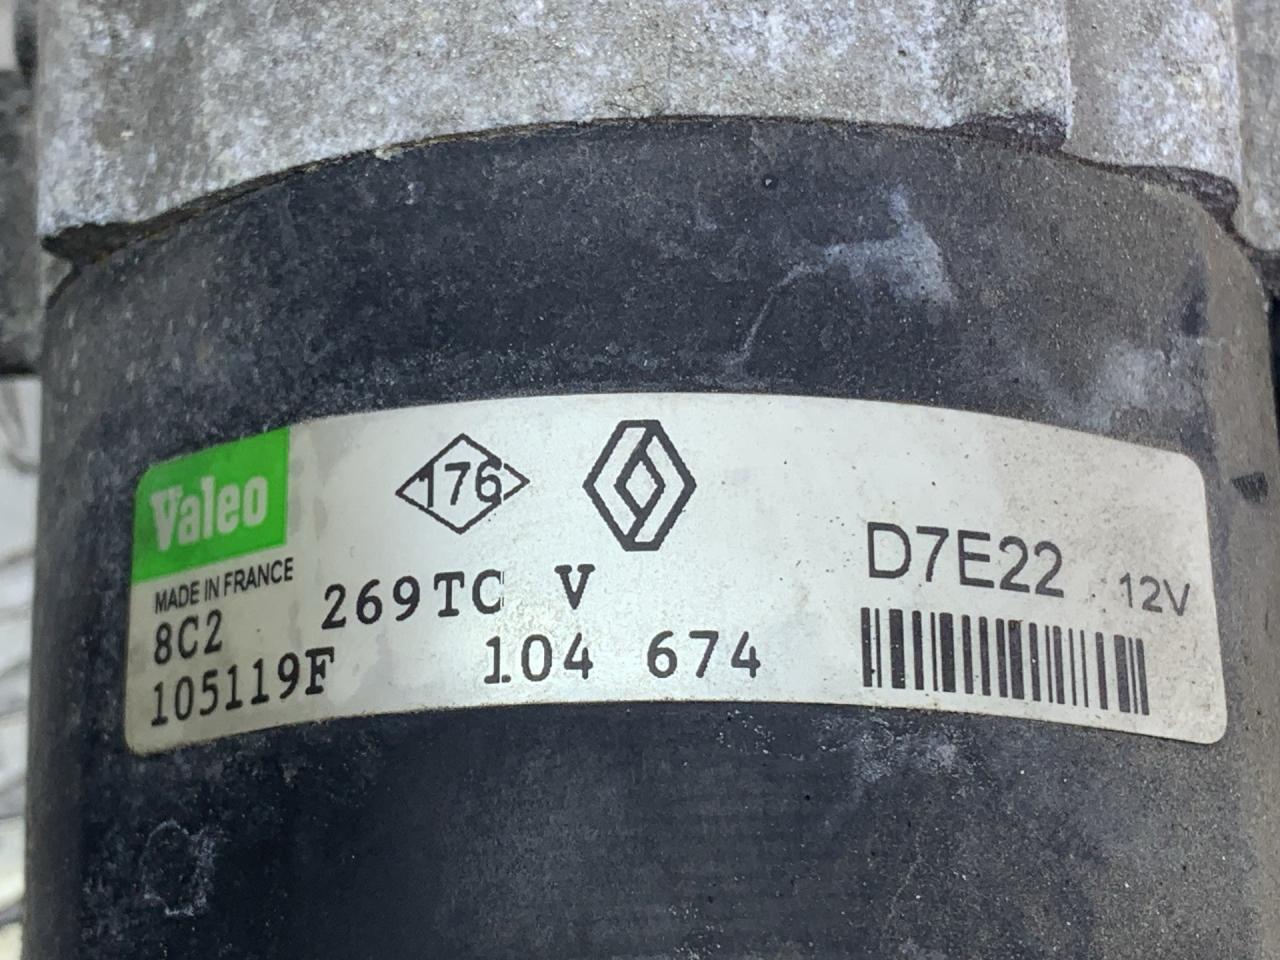 Valeo
176
MADE IN FRANCE
8C2 269TC V
105119F 104 674
D7E22 12V